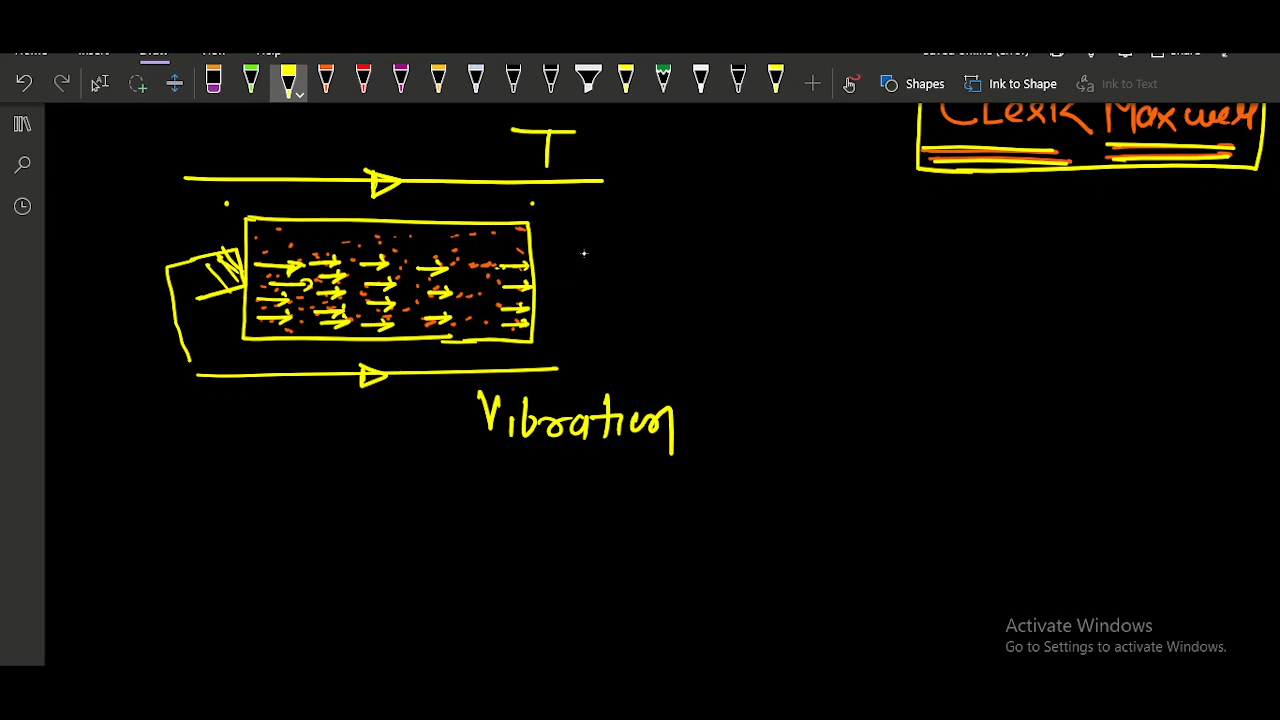 Shapes
Ink to Shape
Ink to Text
CLerk Maxwell
T
Vibration
Activate Windows
Go to Settings to activate Windows.